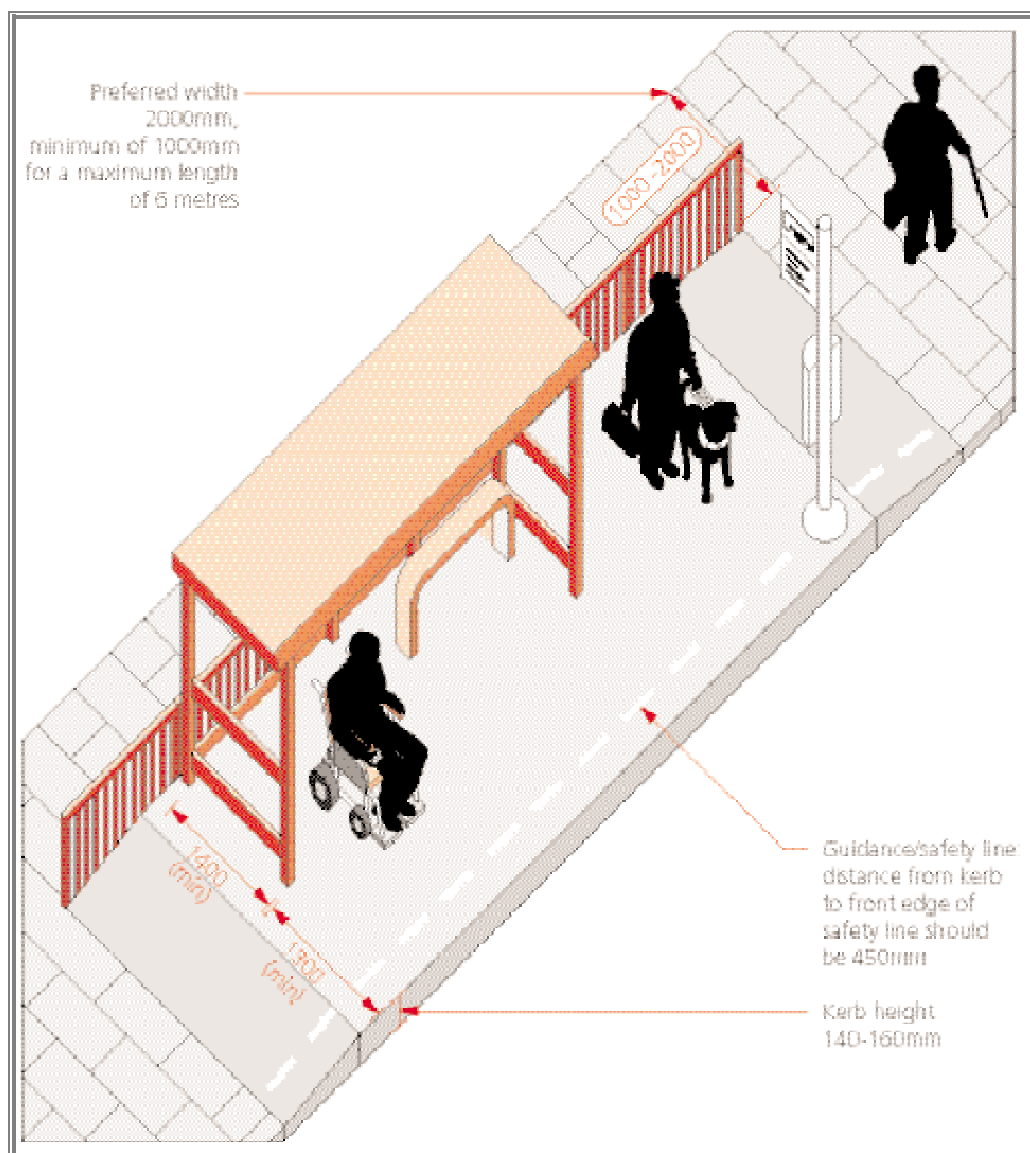 Preferred width
2000mm,
minimum of 1000mm
for a maximum length
of 6 metres
1000 - 2000
1400
(min)
1300
(min)
Guidance/safety line:
distance from kerb
to front edge of
safety line should
be 450mm
Kerb height
140-160mm